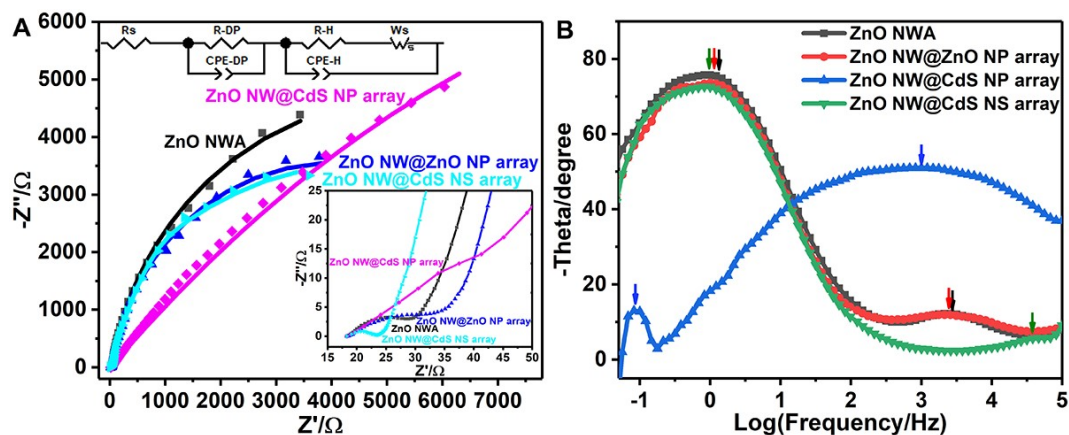 A
Rs
R-DP
R-H
Ws
s
CPE-DP
CPE-H
ZnO NW@CdS NP array
ZnO NWA
ZnO NW@ZnO NP array
ZnO NW@CdS NS array
-Z''/Ω
6000
5000
4000
3000
2000
1000
0
0 1000 2000 3000 4000 5000 6000 7000
Z'/Ω
-Z''/Ω
25
20
15
10
5
0
ZnO NW@CdS NP array
ZnO NW@ZnO NP array
ZnO NWA
ZnO NW@CdS NS array
15 20 25 30 35 40 45 50
Z'/Ω
B
ZnO NWA
ZnO NW@ZnO NP array
ZnO NW@CdS NP array
ZnO NW@CdS NS array
-Theta/degree
80
60
40
20
0
-1 0 1 2 3 4 5
Log(Frequency/Hz)